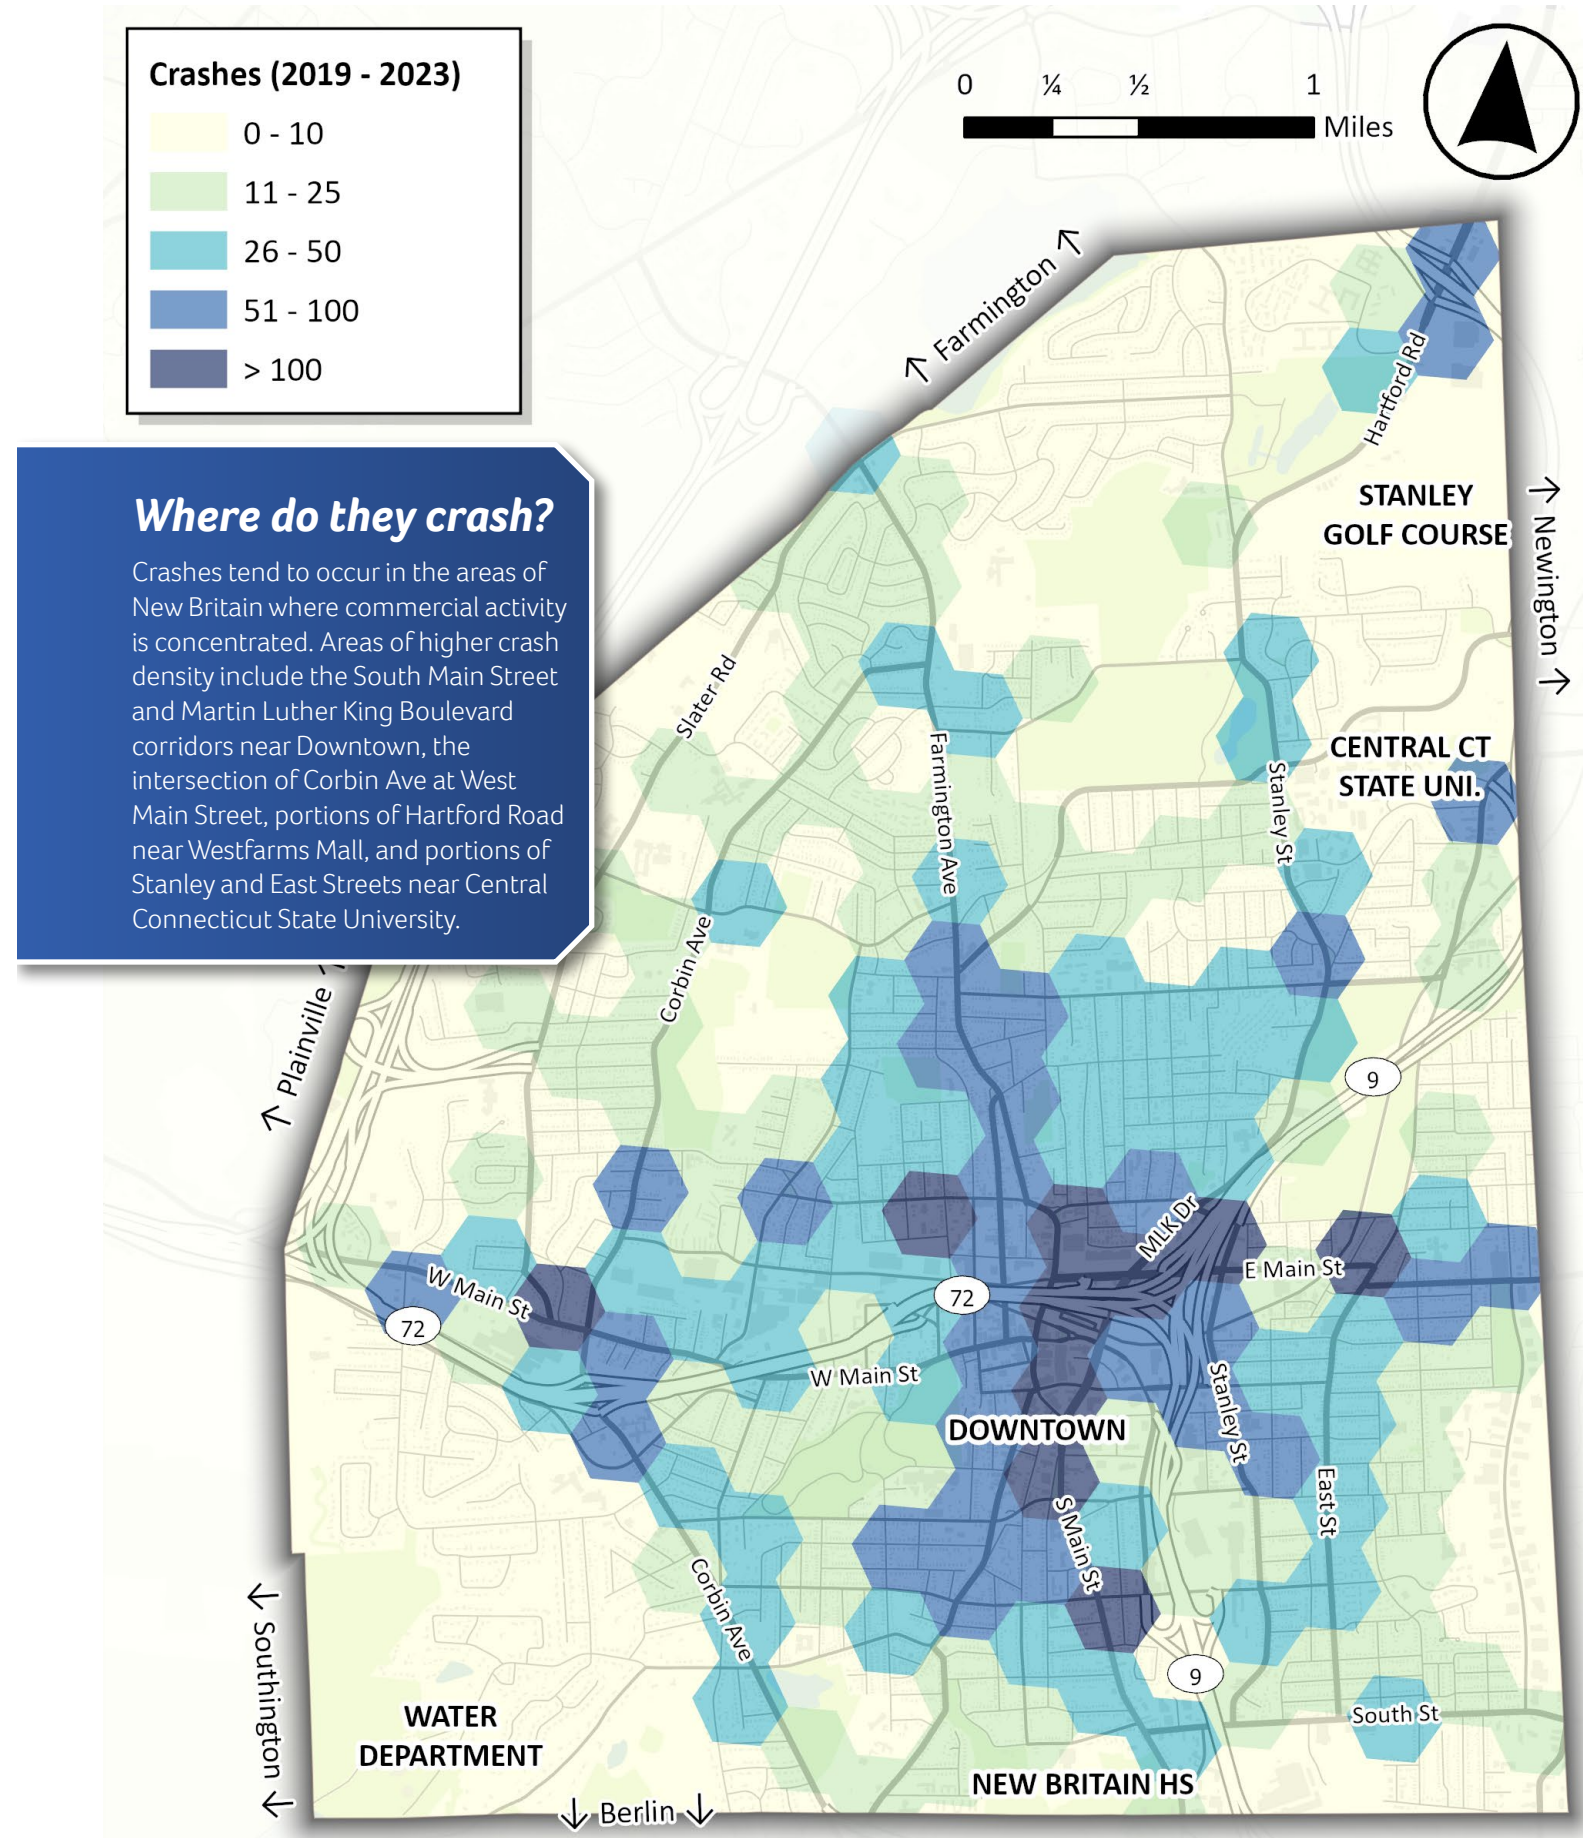 Crashes (2019 - 2023)
0 - 10
11 - 25
26 - 50
51 - 100
> 100
0 ¼ ½ 1
Miles
Where do they crash?
Crashes tend to occur in the areas of
New Britain where commercial activity
is concentrated. Areas of higher crash
density include the South Main Street
and Martin Luther King Boulevard
corridors near Downtown, the
intersection of Corbin Ave at West
Main Street, portions of Hartford Road
near Westfarms Mall, and portions of
Stanley and East Streets near Central
Connecticut State University.
↑ Farmington ↑
Hartford Rd
STANLEY
GOLF COURSE
→ Newington →
Slater Rd
Farmington Ave
CENTRAL CT
STATE UNI.
Stanley St
Corbin Ave
↑ Plainville ↑
9
MLK Dr
E Main St
W Main St
72
72
W Main St
Stanley St
DOWNTOWN
East St
S Main St
Corbin Ave
← Southington ←
9
South St
WATER
DEPARTMENT
NEW BRITAIN HS
↓ Berlin ↓